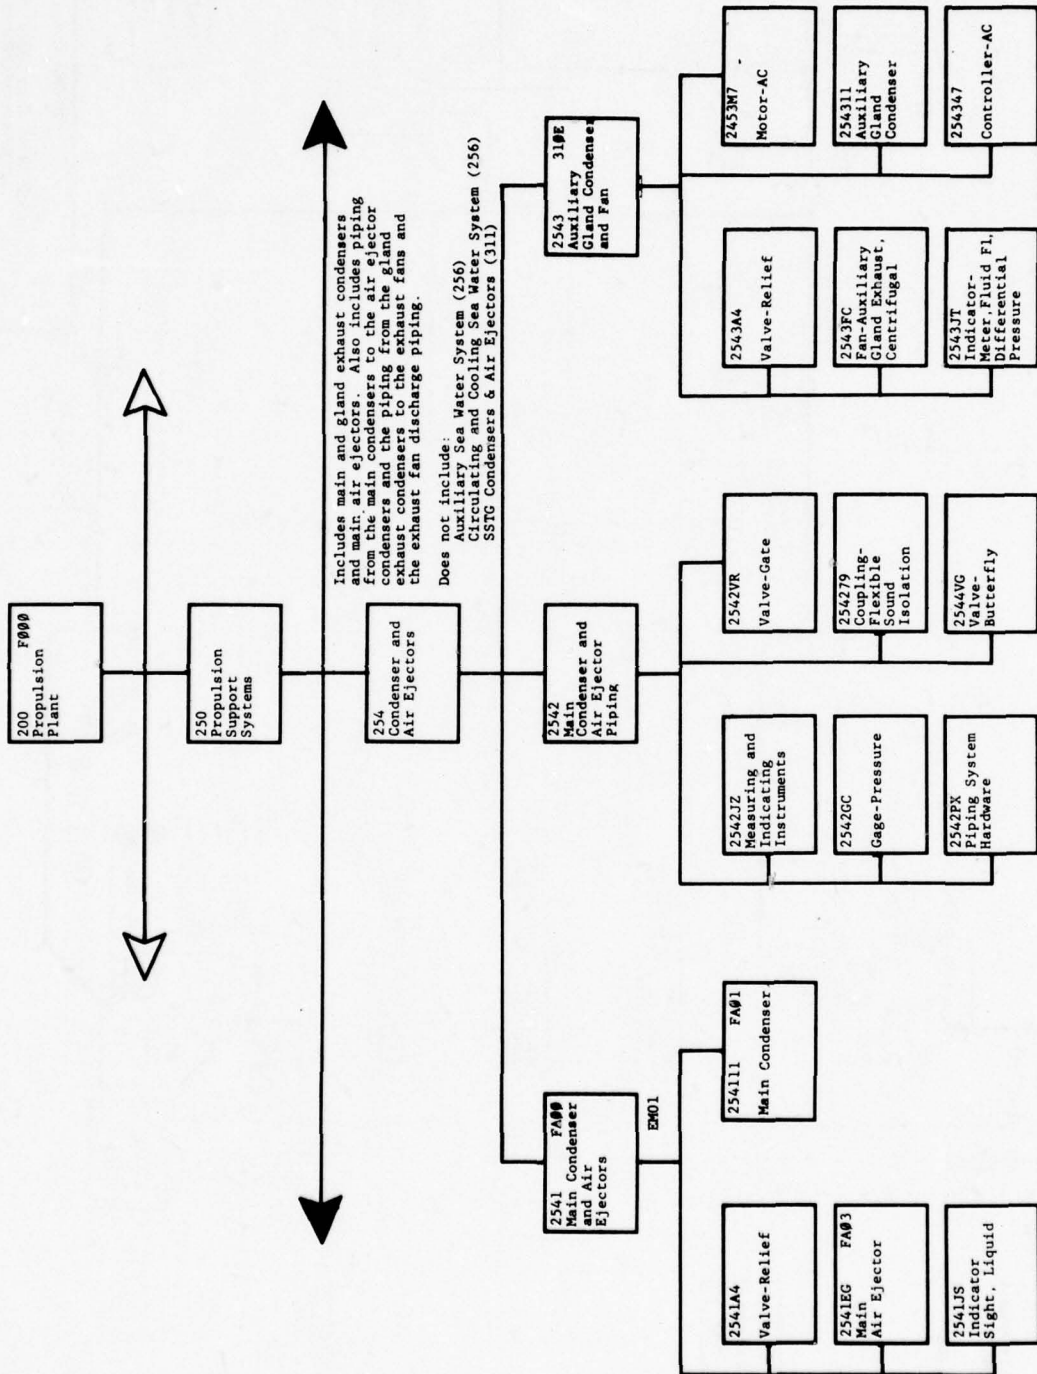 200 FØØØ
Propulsion
Plant
250
Propulsion
Support
Systems
254
Condenser and
Air Ejectors
Includes main and gland exhaust condensers
and main air ejectors. Also includes piping
from the main condensers to the air ejector
condensers and the piping from the gland
exhaust condensers to the exhaust fans and
the exhaust fan discharge piping.
Does not include:
Auxiliary Sea Water System (256)
Circulating and Cooling Sea Water System (256)
SSTG Condensers & Air Ejectors (311)
2541 FAØØ
Main Condenser
and Air
Ejectors
EM01
2542
Main
Condenser and
Air Ejector
Piping
2543 31ØE
Auxiliary
Gland Condenser
and Fan
2541A4
Valve-Relief
254111 FAØ1
Main Condenser
2541EG FAØ3
Main
Air Ejector
2541JS
Indicator
Sight, Liquid
2542JZ
Measuring and
Indicating
Instruments
2542VR
Valve-Gate
2542GC
Gage-Pressure
254279
Coupling-
Flexible
Sound
Isolation
2542PX
Piping System
Hardware
2544VG
Valve-
Butterfly
2543A4
Valve-Relief
2453M7
Motor-AC
2543FC
Fan-Auxiliary
Gland Exhaust,
Centrifugal
254311
Auxiliary
Gland
Condenser
2543JT
Indicator-
Meter,Fluid Fl,
Differential
Pressure
254347
Controller-AC